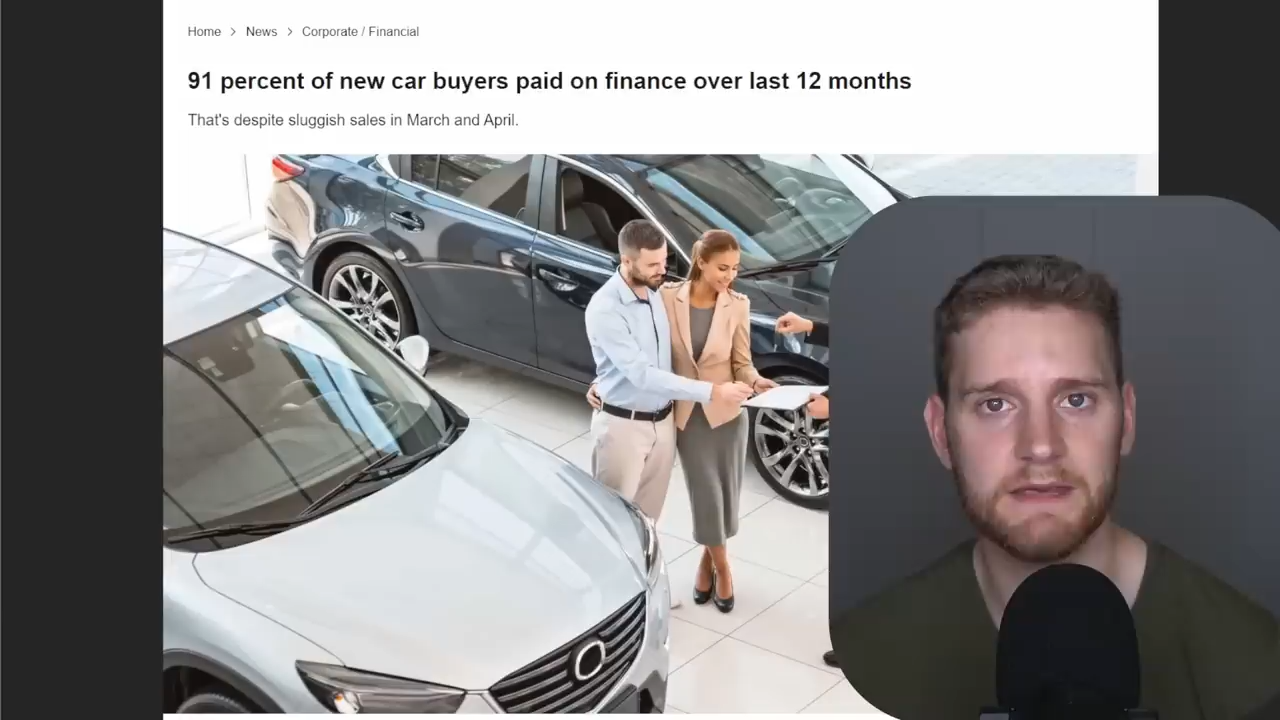 Home > News > Corporate / Financial
91 percent of new car buyers paid on finance over last 12 months
That's despite sluggish sales in March and April.